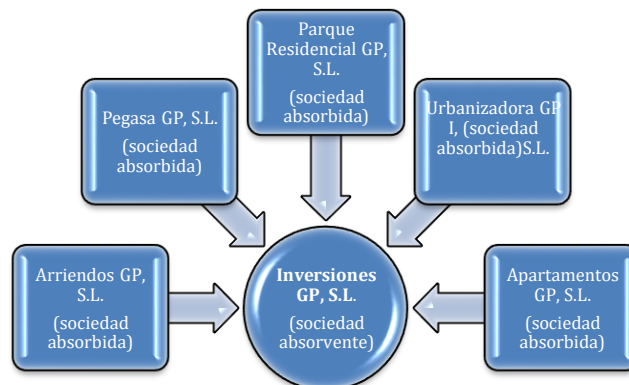 Parque
Residencial GP,
S.L.
(sociedad
absorbida)
Pegasa GP, S.L.
(sociedad
absorbida)
Urbanizadora GP
I, (sociedad
absorbida)S.L.
Arriendos GP,
S.L.
(sociedad
absorbida)
Inversiones
GP, S.L.
(sociedad
absorvente)
Apartamentos
GP, S.L.
(sociedad
absorbida)